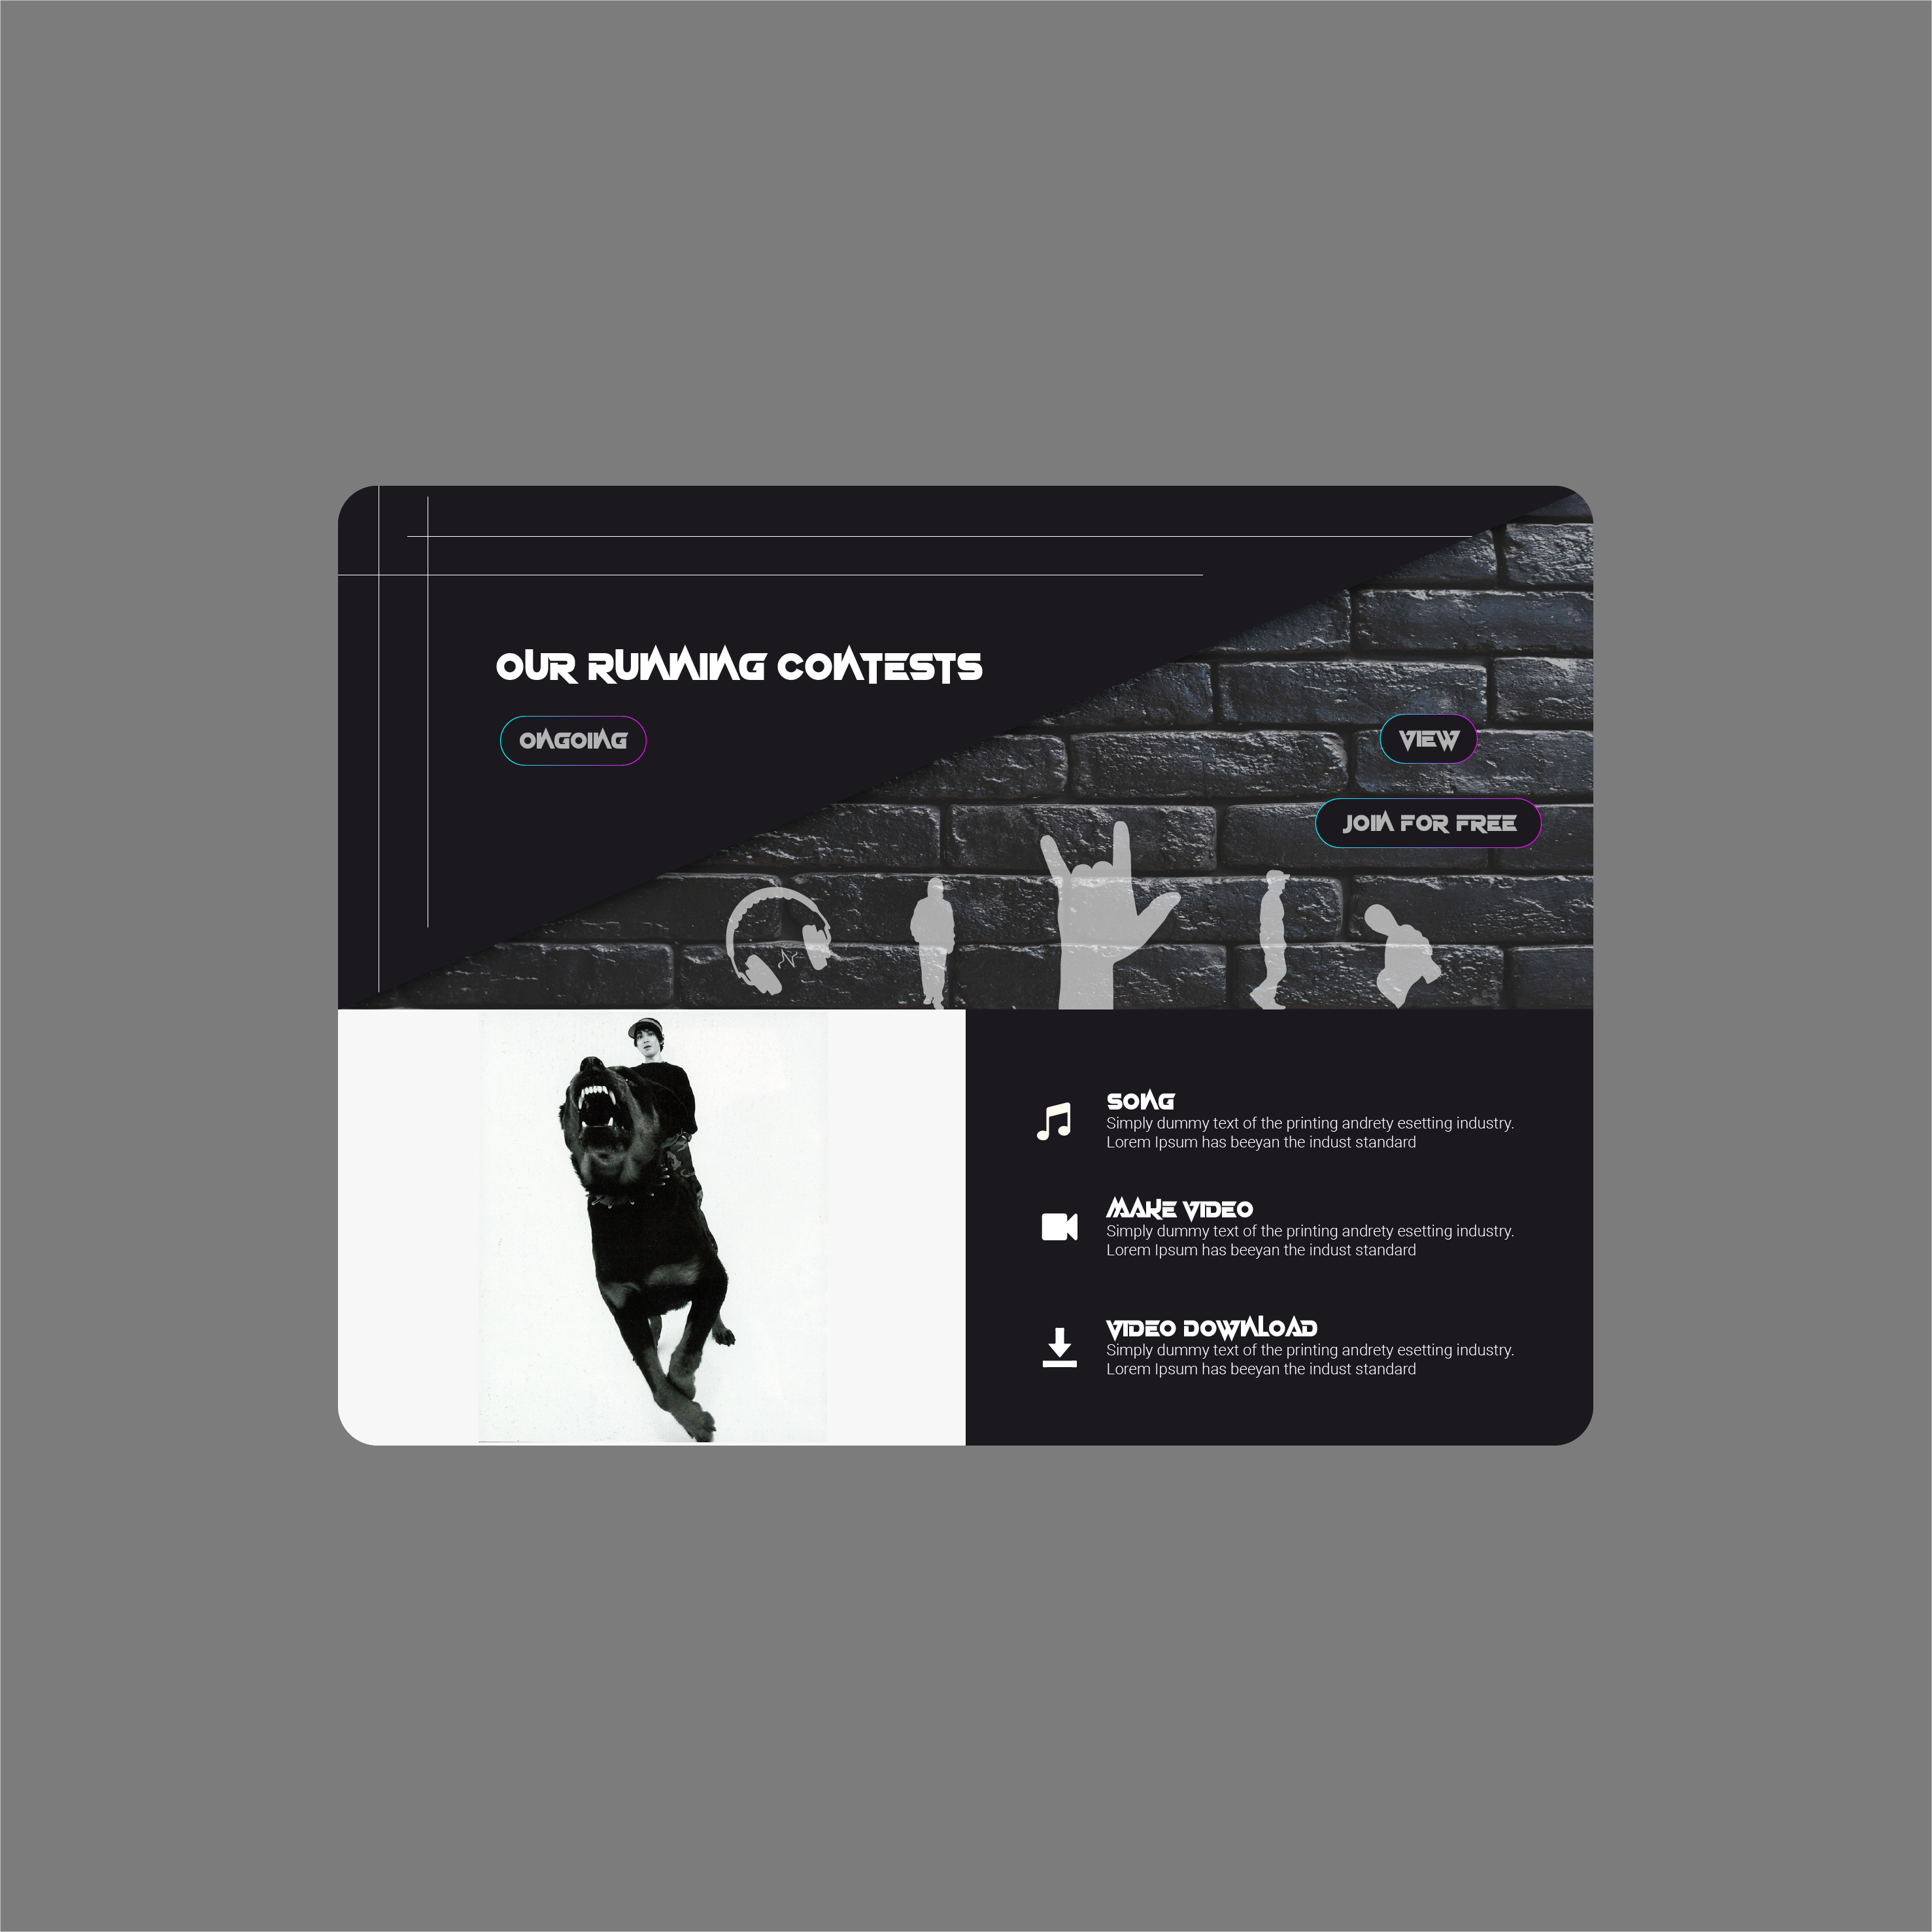 OUR RUNNING CONTESTS
ONGOING
VIEW
JOIN FOR FREE
SONG
Simply dummy text of the printing andrety esetting industry.
Lorem Ipsum has beeyan the indust standard
MAKE VIDEO
Simply dummy text of the printing andrety esetting industry.
Lorem Ipsum has beeyan the indust standard
VIDEO DOWNLOAD
Simply dummy text of the printing andrety esetting industry.
Lorem Ipsum has beeyan the indust standard